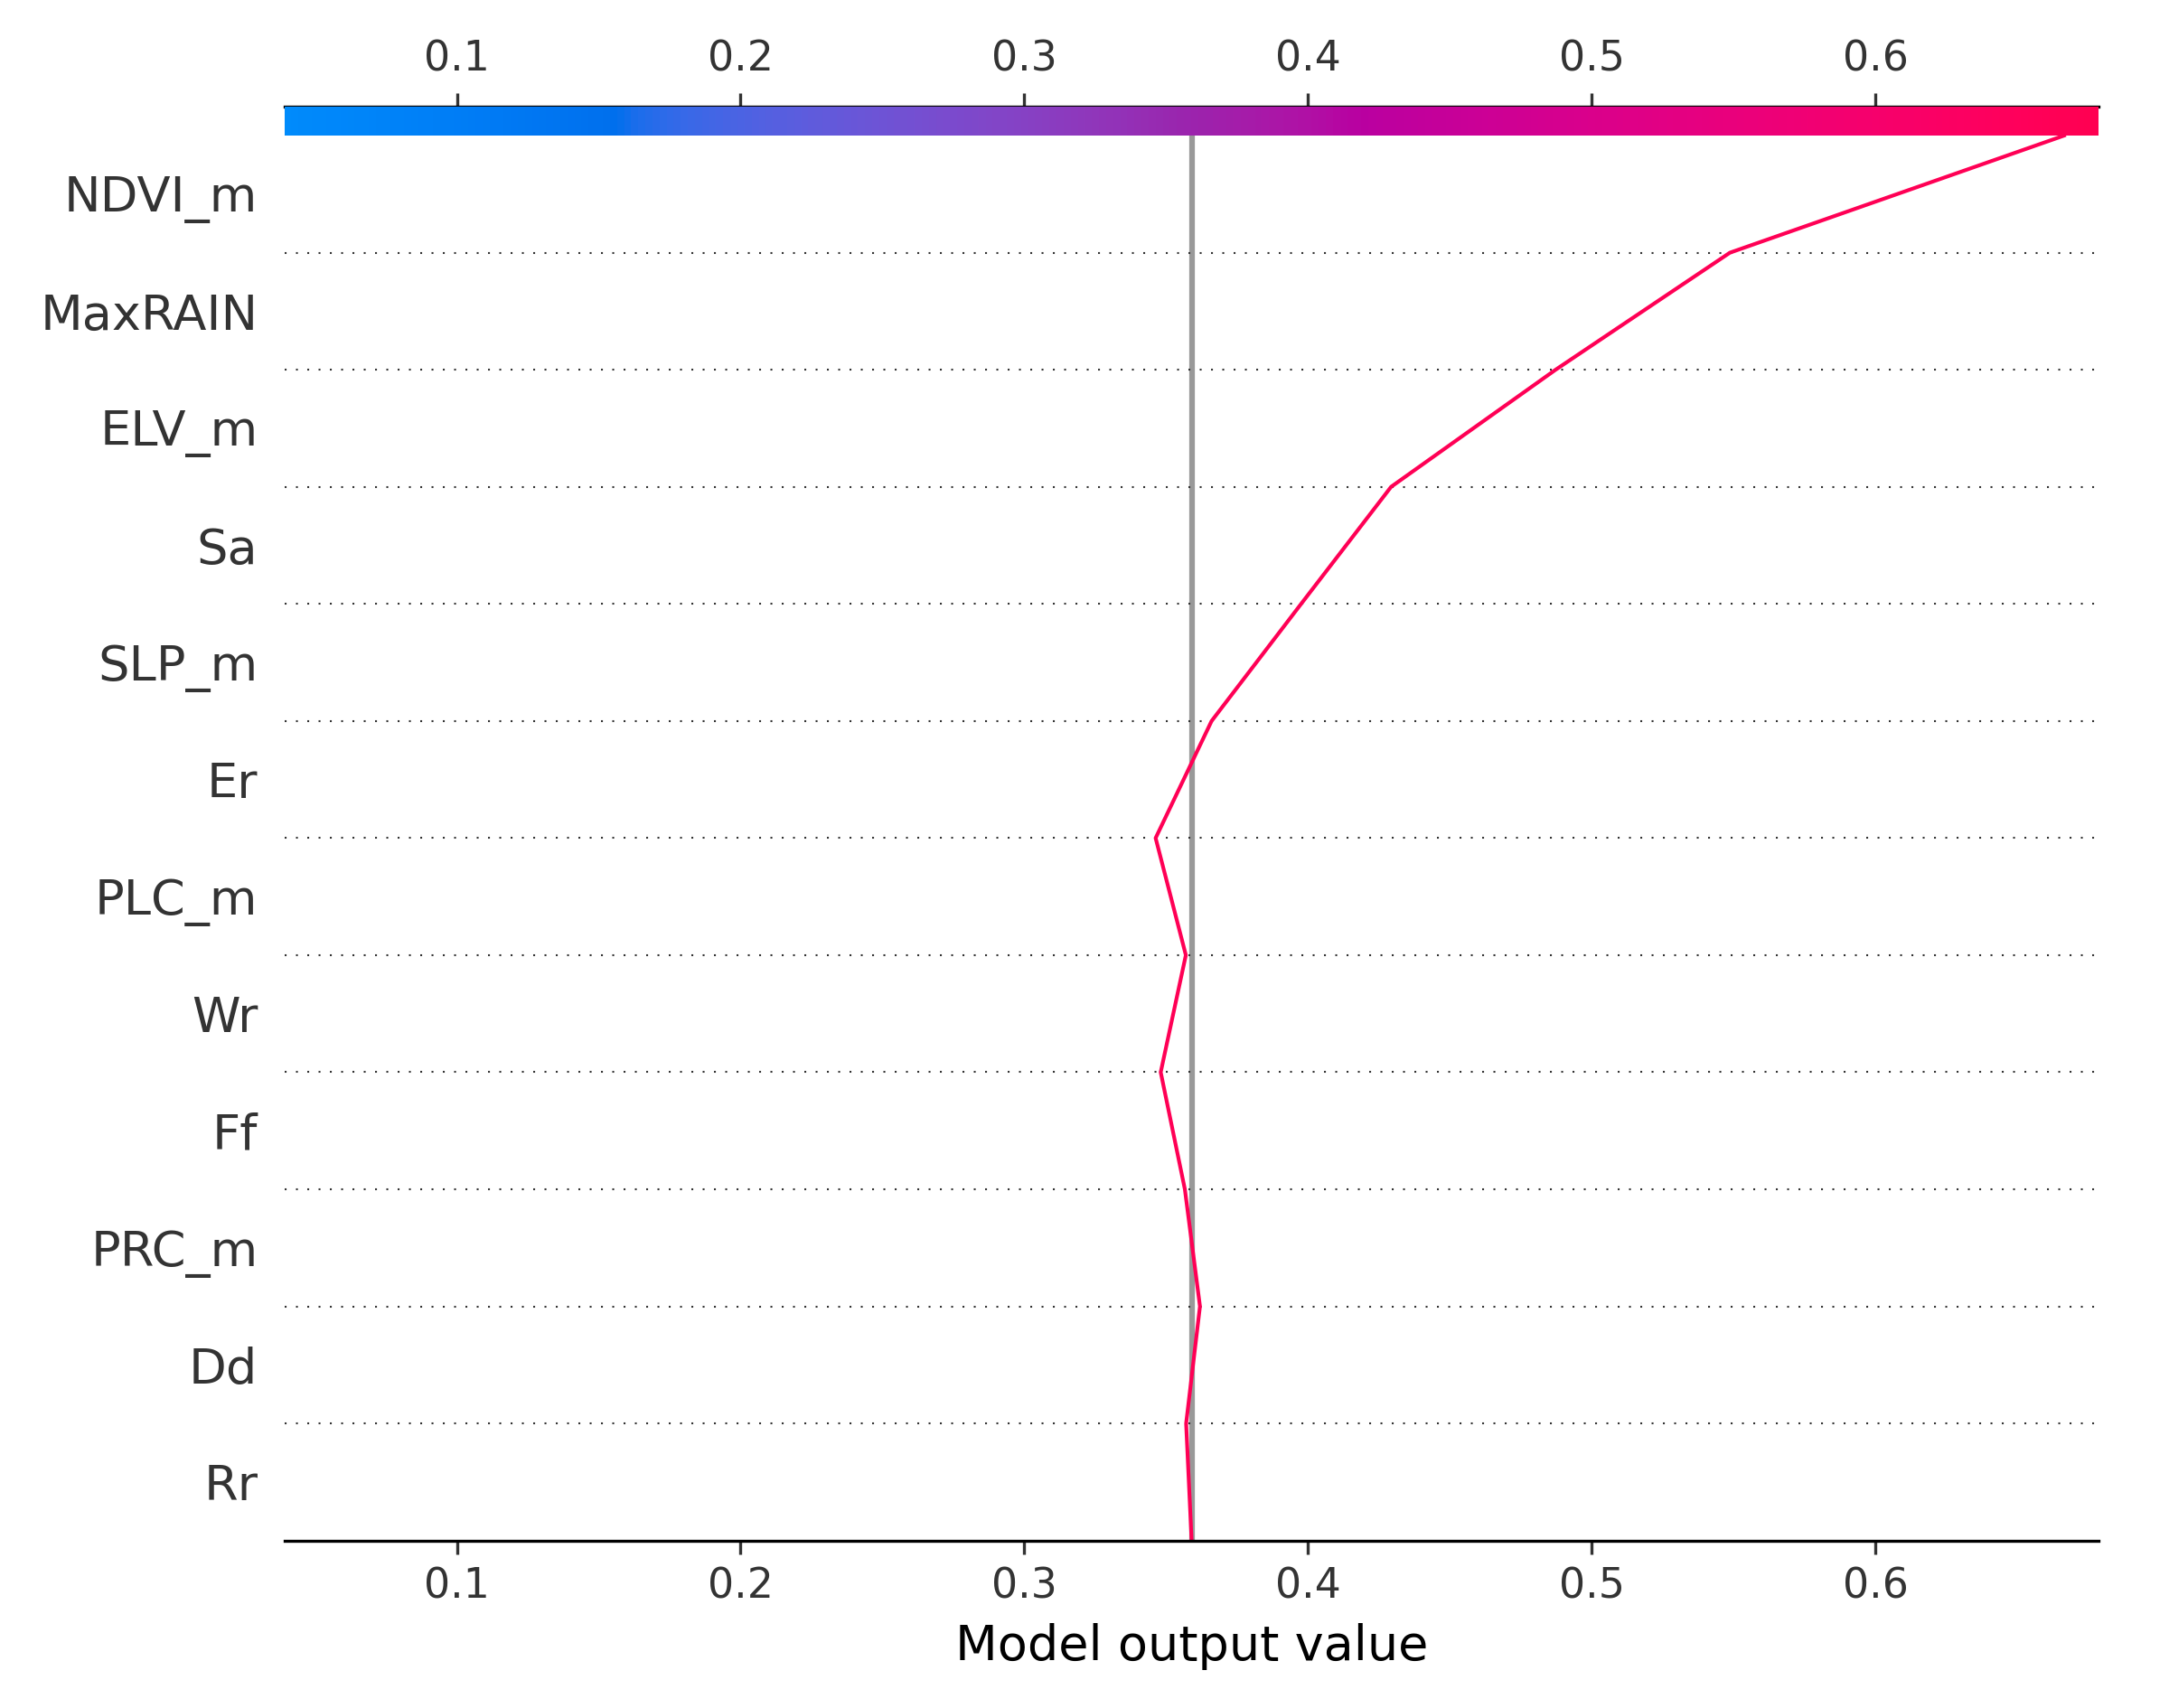 0.1 0.2 0.3 0.4 0.5 0.6
NDVI_m
MaxRAIN
ELV_m
Sa
SLP_m
Er
PLC_m
Wr
Ff
PRC_m
Dd
Rr
0.1 0.2 0.3 0.4 0.5 0.6
Model output value